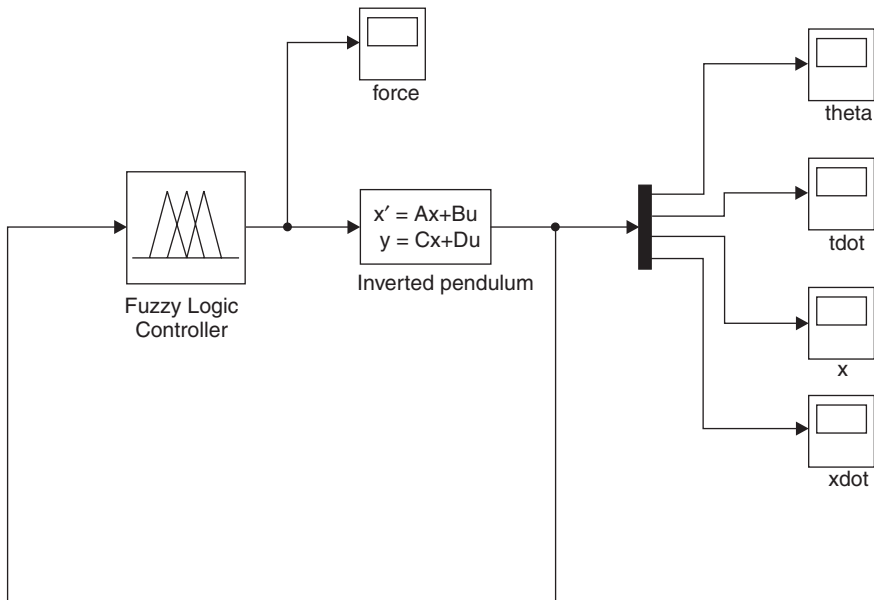 force
theta
tdot
x
xdot
x′ = Ax+Bu
y = Cx+Du
Inverted pendulum
Fuzzy Logic
Controller